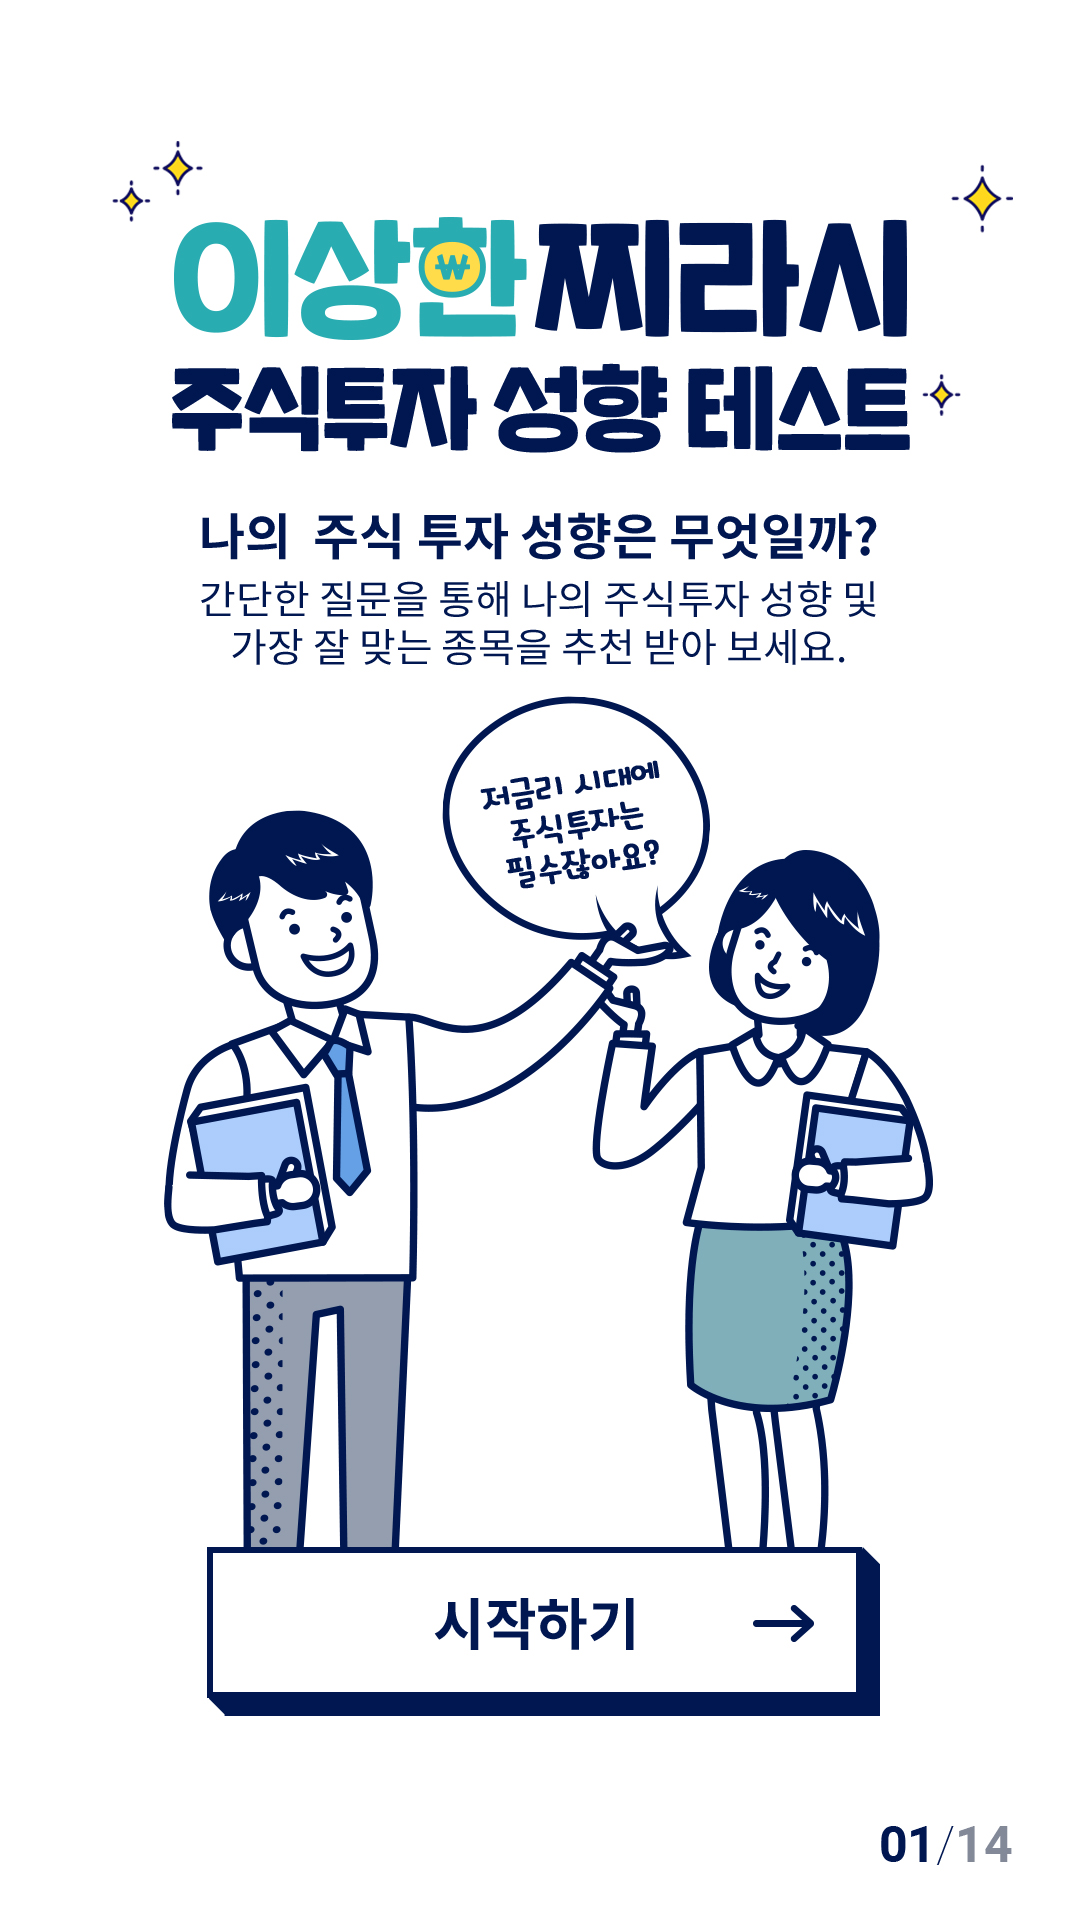 이상한 찌라시
주식투자 성향 테스트
나의 주식 투자 성향은 무엇일까?
간단한 질문을 통해 나의 주식투자 성향 및
가장 잘 맞는 종목을 추천 받아 보세요.
저금리 시대에
주식투자는
필수잖아요?
시작하기 →
01/14